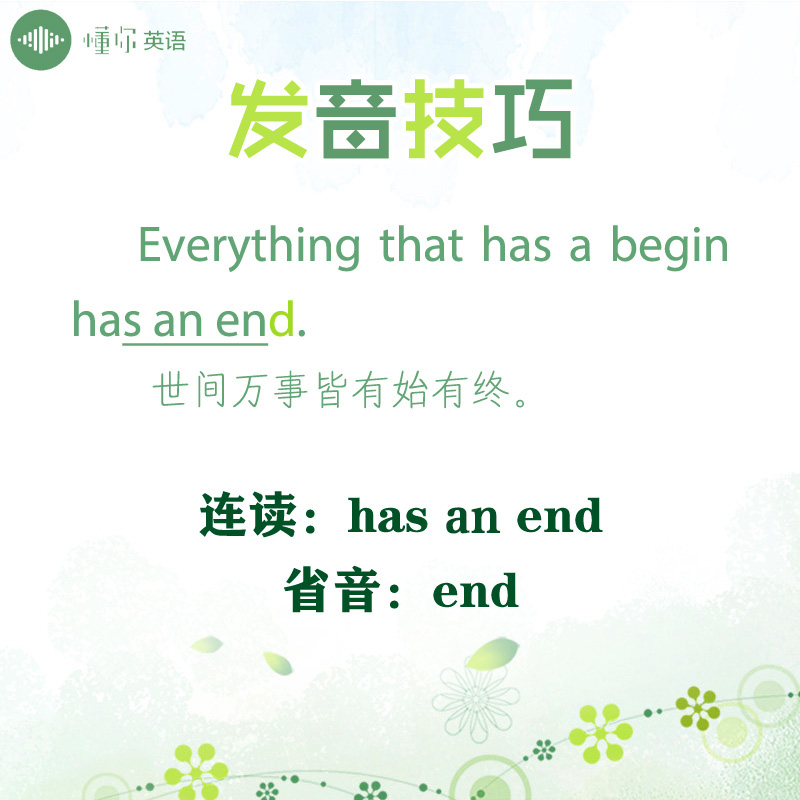 懂你英语
发音技巧
Everything that has a begin
has an end.
世间万事皆有始有终。
连读：has an end
省音：end